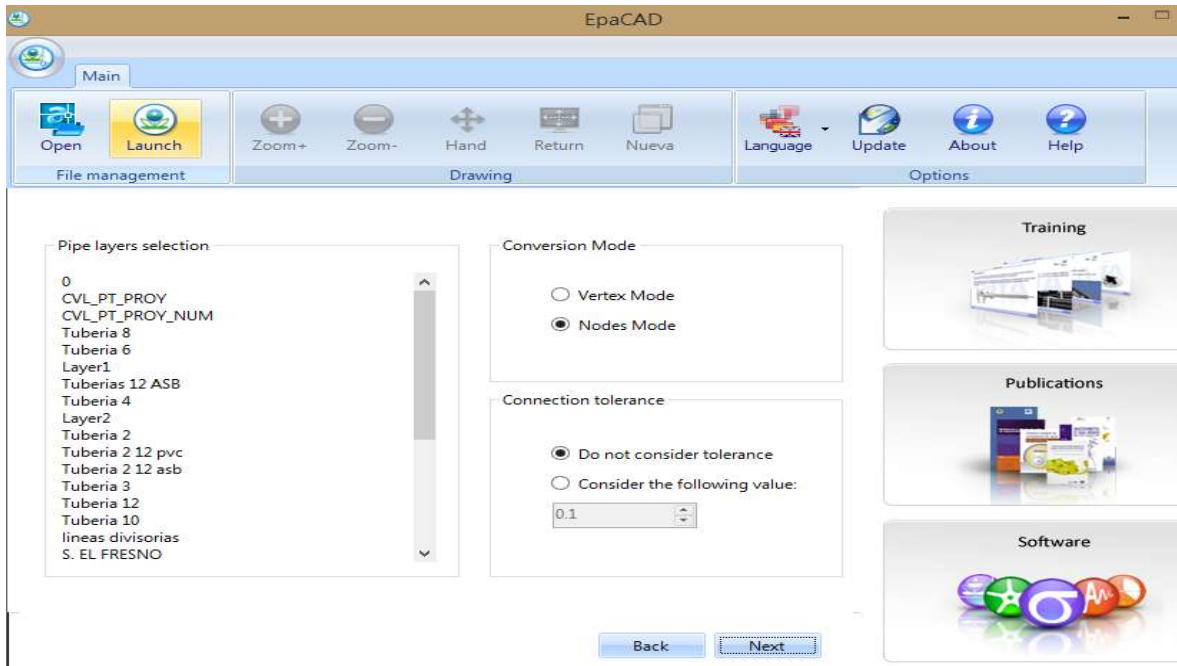 EpaCAD
Main
Open
Launch
Zoom+
Zoom-
Hand
Return
Nueva
Language
Update
About
Help
File management
Drawing
Options
Pipe layers selection
0
CVL_PT_PROY
CVL_PT_PROY_NUM
Tuberia 8
Tuberia 6
Layer1
Tuberias 12 ASB
Tuberia 4
Layer2
Tuberia 2
Tuberia 2 12 pvc
Tuberia 2 12 asb
Tuberia 3
Tuberia 12
Tuberia 10
lineas divisorias
S. EL FRESNO
Conversion Mode
Vertex Mode
Nodes Mode
Connection tolerance
Do not consider tolerance
Consider the following value:
0.1
Training
Publications
Software
Back
Next